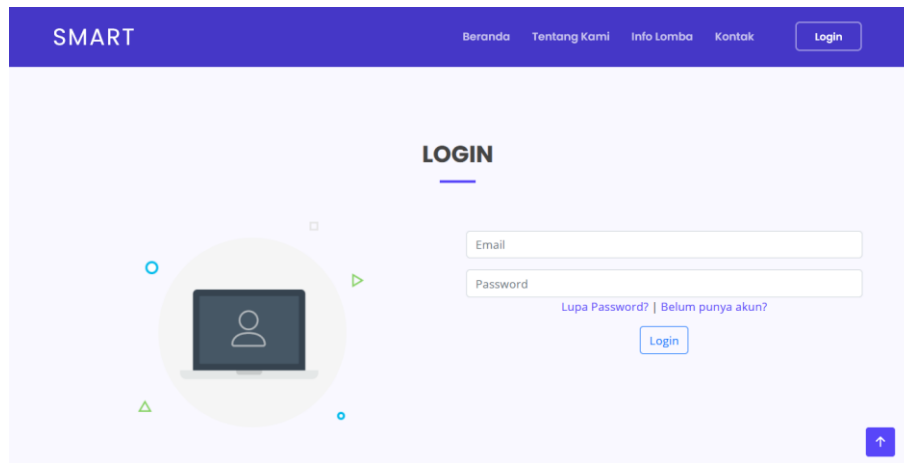 SMART
Beranda Tentang Kami Info Lomba Kontak Login
LOGIN
Email
Password
Lupa Password? | Belum punya akun?
Login